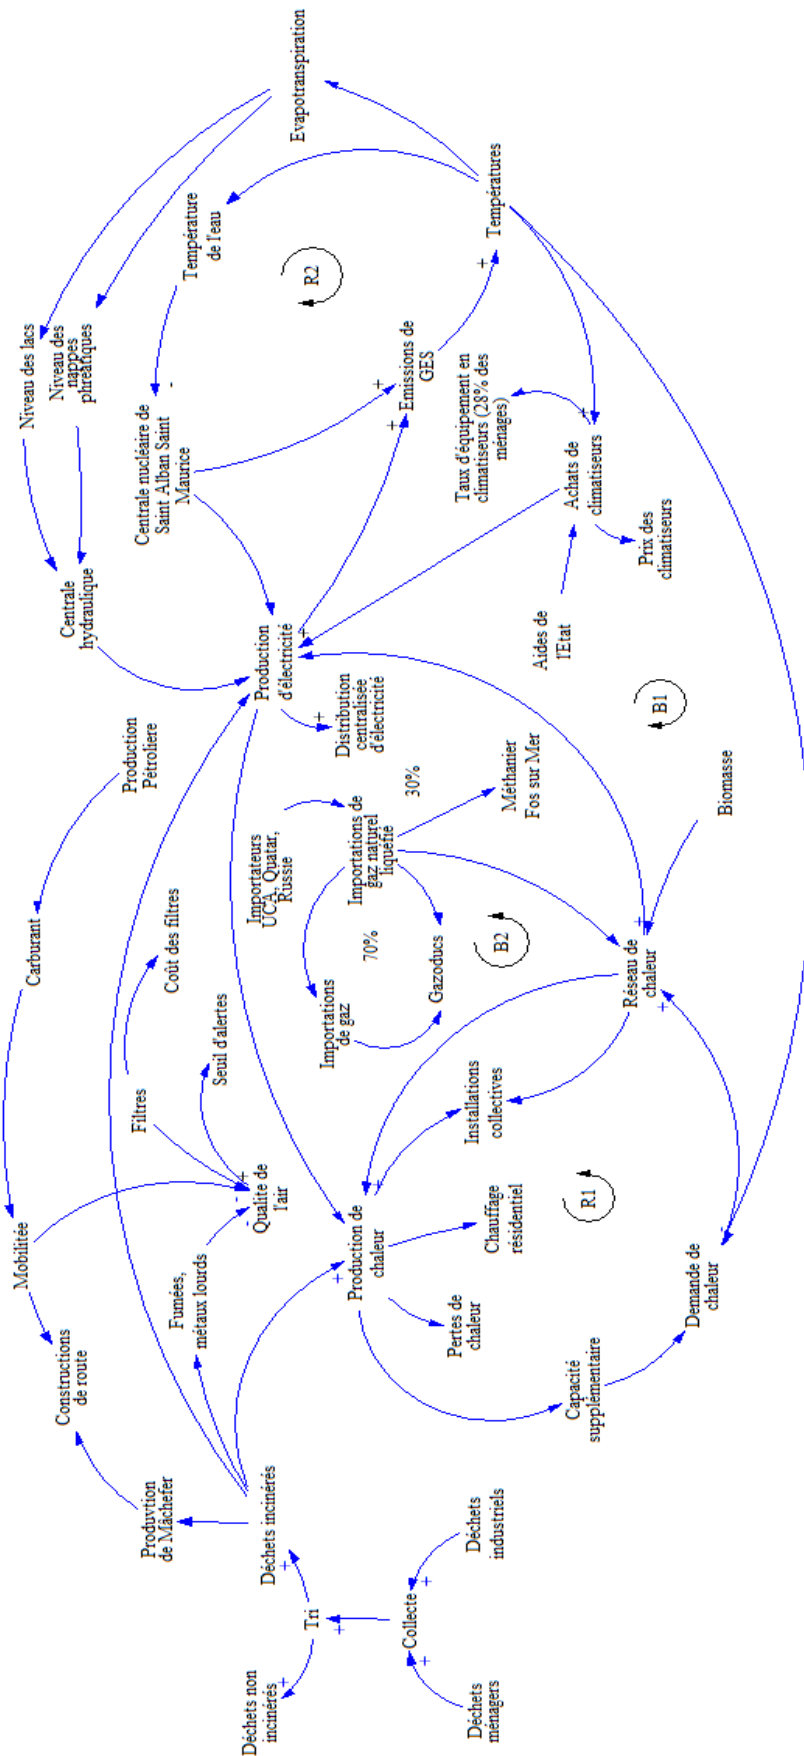 Evapotranspiration
Niveau des lacs
Niveau des
nappes
phréatiques
Température
de l'eau
Températures
+
R2
Centrale nucléaire de
Saint Alban Saint
Maurice
-
Centrale
hydraulique
+
+ Emissions de
GES
Taux d'équipement en
climatiseurs (28% des
ménages)
+
Achats de
climatiseurs
Prix des
climatiseurs
Aides de
l'Etat
Production
d'électricité
+
+
Distribution
centralisée
d'électricité
Production
Pétroliere
Carburant
Coût des filtres
Seuil d'alertes
Filtres
Importateurs
UCA, Quatar,
Russie
Importations de
gaz naturel
liquéfié
30%
Méthanier
Fos sur Mer
70%
Gazoducs
Importations
de gaz
B1
B2
Biomasse
+
Réseau de
chaleur
+
Installations
collectives
R1
Mobilitée
+
-
Qualite de
l'air
-
Fumées,
métaux lourds
+
+
Production de
chaleur
Chauffage
résidentiel
Pertes de
chaleur
-
Demande de
chaleur
Capacité
supplémentaire
Constructions
de route
Produvtion
de Mâchefer
Déchets incinérés
+
Tri
+
Déchets non
incinérés
+
Collecte
+
+
Déchets
industriels
Déchets
ménagers